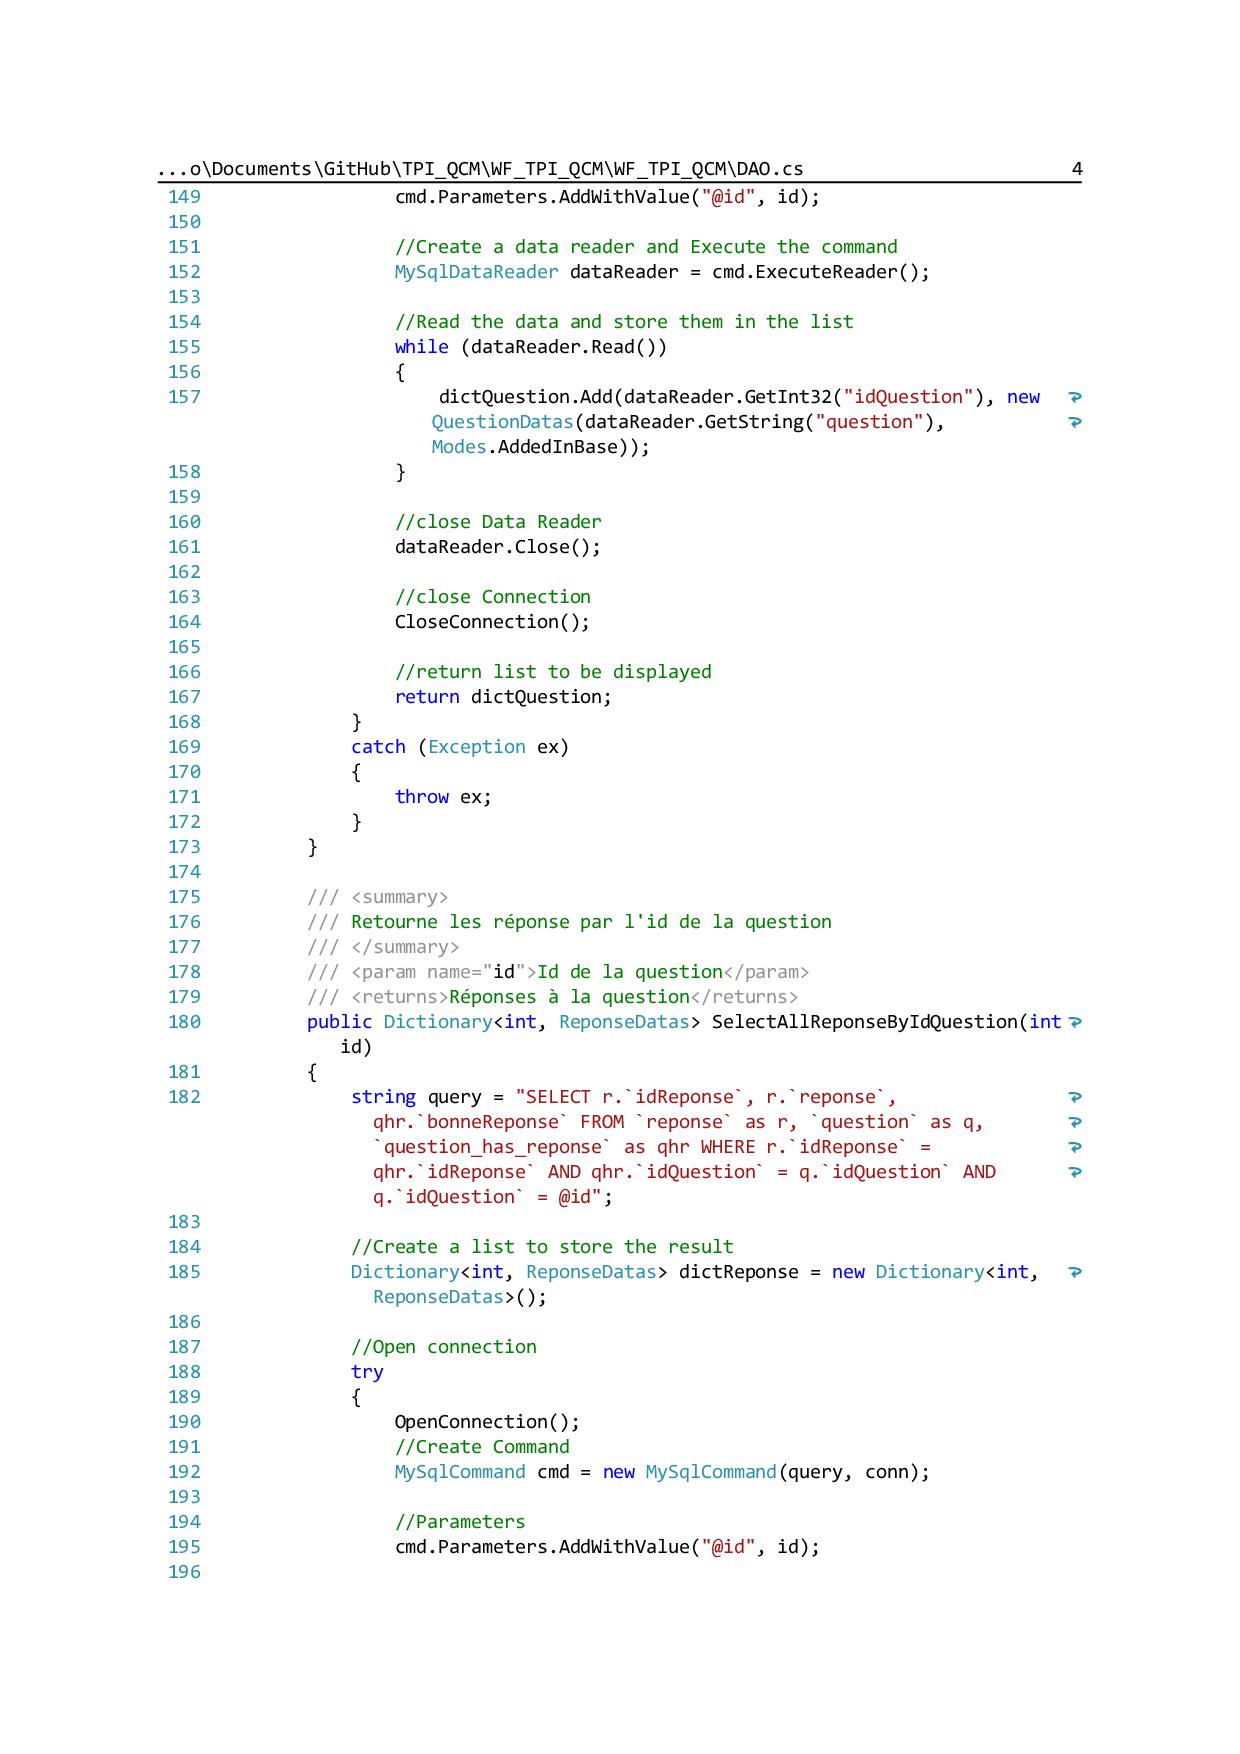 ...o\Documents\GitHub\TPI_QCM\WF_TPI_QCM\WF_TPI_QCM\DAO.cs 4
149 cmd.Parameters.AddWithValue("@id", id);
150
151 //Create a data reader and Execute the command
152 MySqlDataReader dataReader = cmd.ExecuteReader();
153
154 //Read the data and store them in the list
155 while (dataReader.Read())
156 {
157 dictQuestion.Add(dataReader.GetInt32("idQuestion"), new
QuestionDatas(dataReader.GetString("question"),
Modes.AddedInBase));
158 }
159
160 //close Data Reader
161 dataReader.Close();
162
163 //close Connection
164 CloseConnection();
165
166 //return list to be displayed
167 return dictQuestion;
168 }
169 catch (Exception ex)
170 {
171 throw ex;
172 }
173 }
174
175 /// <summary>
176 /// Retourne les réponse par l'id de la question
177 /// </summary>
178 /// <param name="id">Id de la question</param>
179 /// <returns>Réponses à la question</returns>
180 public Dictionary<int, ReponseDatas> SelectAllReponseByIdQuestion(int
id)
181 {
182 string query = "SELECT r.`idReponse`, r.`reponse`,
qhr.`bonneReponse` FROM `reponse` as r, `question` as q,
`question_has_reponse` as qhr WHERE r.`idReponse` =
qhr.`idReponse` AND qhr.`idQuestion` = q.`idQuestion` AND
q.`idQuestion` = @id";
183
184 //Create a list to store the result
185 Dictionary<int, ReponseDatas> dictReponse = new Dictionary<int,
ReponseDatas>();
186
187 //Open connection
188 try
189 {
190 OpenConnection();
191 //Create Command
192 MySqlCommand cmd = new MySqlCommand(query, conn);
193
194 //Parameters
195 cmd.Parameters.AddWithValue("@id", id);
196